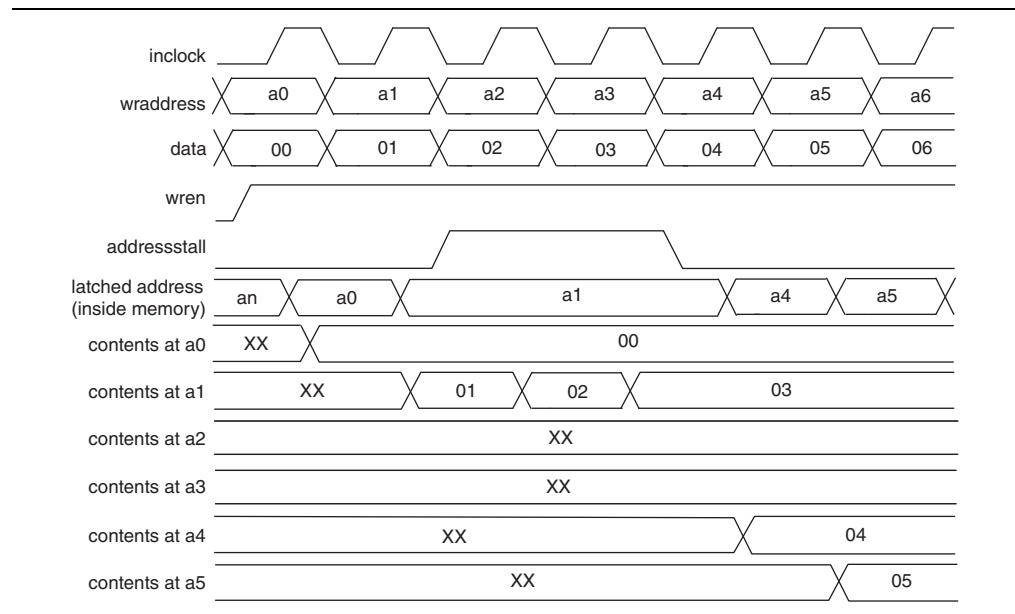 inclock
wraddress a0 a1 a2 a3 a4 a5 a6
data 00 01 02 03 04 05 06
wren
addressstall
latched address
(inside memory) an a0 a1 a4 a5
contents at a0 XX 00
contents at a1 XX 01 02 03
contents at a2 XX
contents at a3 XX
contents at a4 XX 04
contents at a5 XX 05